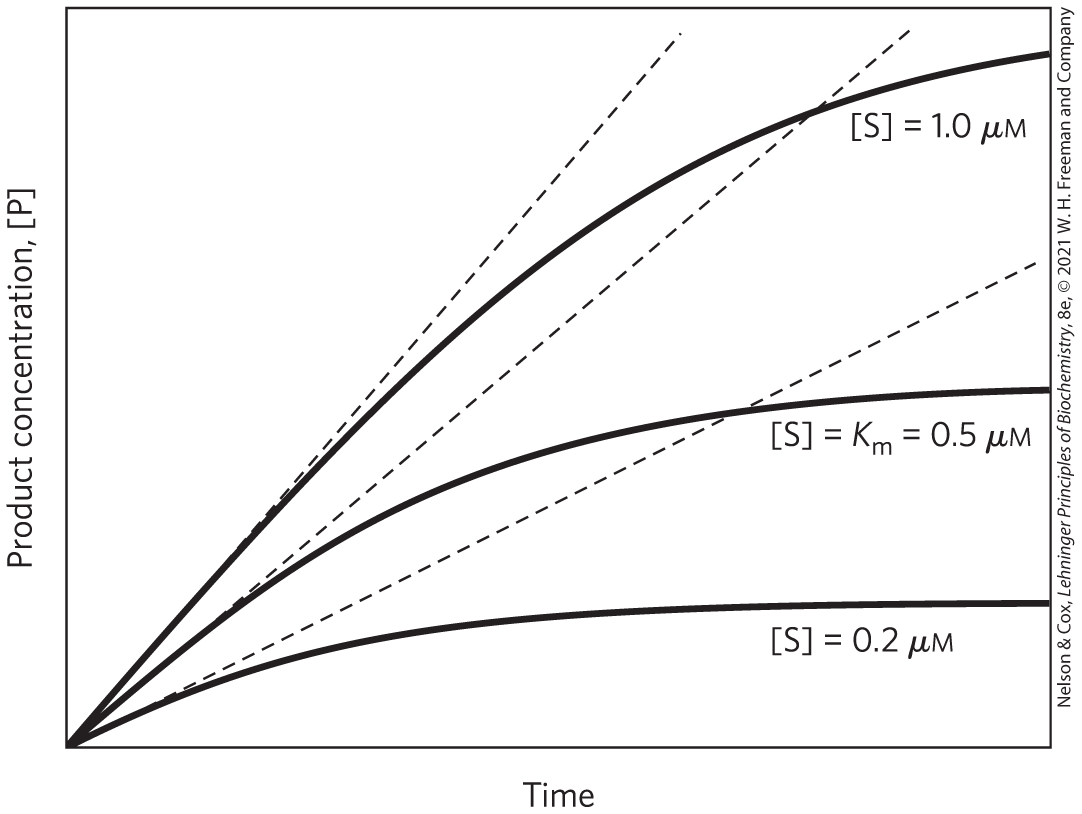 Product concentration, [P]
[S] = 1.0 μM
[S] = Km = 0.5 μM
[S] = 0.2 μM
Time
Nelson & Cox, Lehninger Principles of Biochemistry, 8e, © 2021 W. H. Freeman and Company